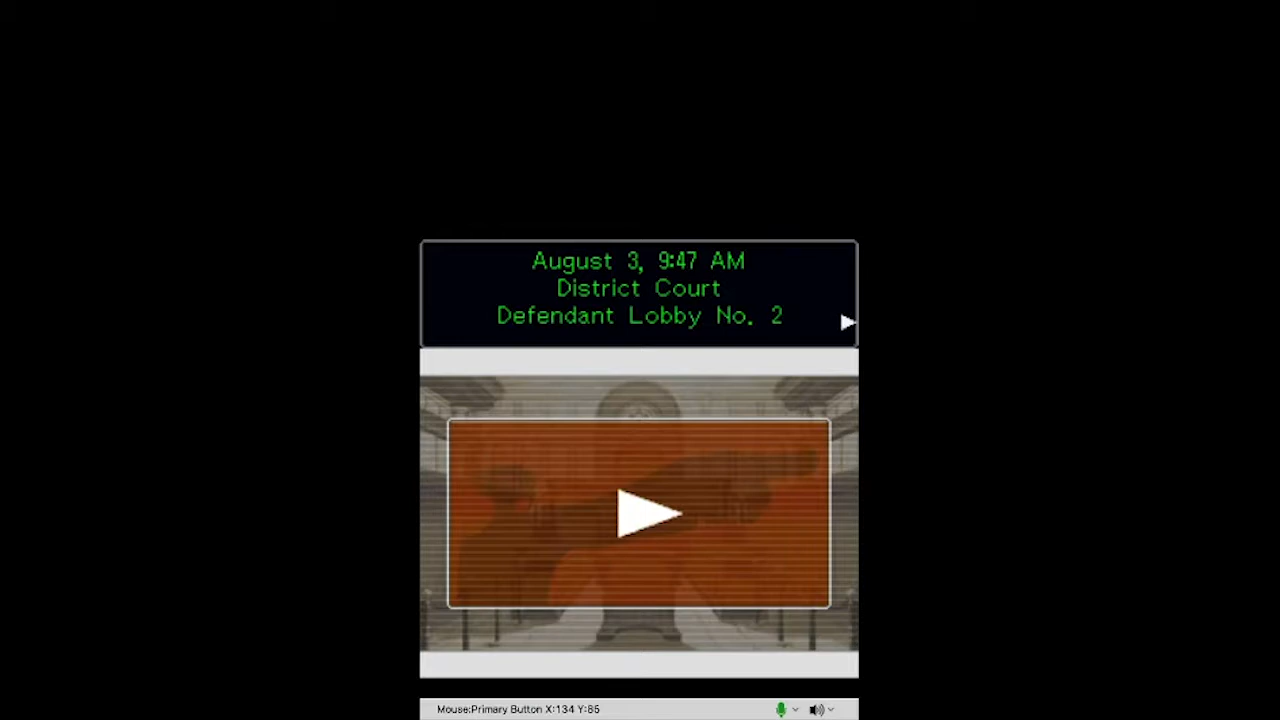 August 3, 9:47 AM
District Court
Defendant Lobby No. 2
Mouse:Primary Button X:134 Y:85